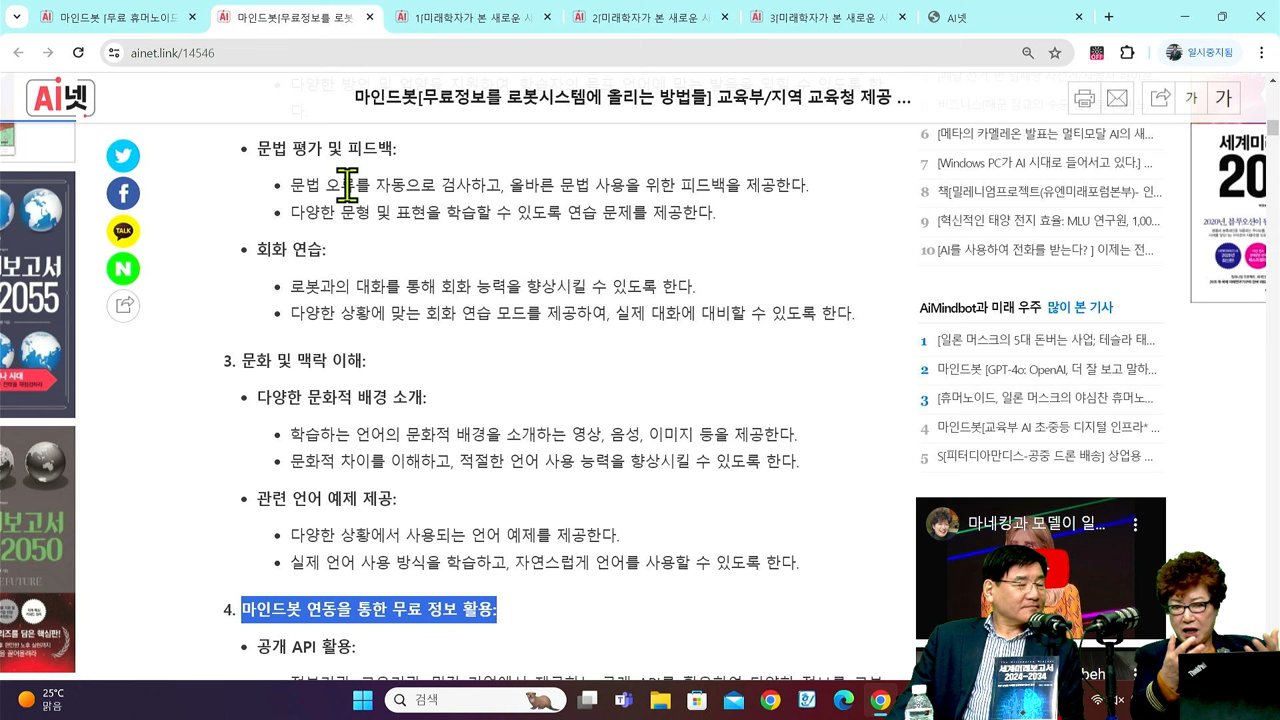 마인드봇 [무료 휴머노이드
마인드봇[무료정보를 로봇
1[미래학자가 본 새로운 시
2[미래학자가 본 새로운 시
3[미래학자가 본 새로운 시
AI넷
ainet.link/14546
일시중지됨
Ai넷
마인드봇[무료정보를 로봇시스템에 올리는 방법들] 교육부/지역 교육청 제공 ...
가 가
다.
문법 평가 및 피드백:
문법 오류를 자동으로 검사하고, 올바른 문법 사용을 위한 피드백을 제공한다.
다양한 문형 및 표현을 학습할 수 있도록 연습 문제를 제공한다.
회화 연습:
로봇과의 대화를 통해 회화 능력을 향상시킬 수 있도록 한다.
다양한 상황에 맞는 회화 연습 모드를 제공하여, 실제 대화에 대비할 수 있도록 한다.
3. 문화 및 맥락 이해:
다양한 문화적 배경 소개:
학습하는 언어의 문화적 배경을 소개하는 영상, 음성, 이미지 등을 제공한다.
문화적 차이를 이해하고, 적절한 언어 사용 능력을 향상시킬 수 있도록 한다.
관련 언어 예제 제공:
다양한 상황에서 사용되는 언어 예제를 제공한다.
실제 언어 사용 방식을 학습하고, 자연스럽게 언어를 사용할 수 있도록 한다.
4. 마인드봇 연동을 통한 무료 정보 활용:
공개 API 활용:
6 [메타의 카멜레온 발표는 멀티모달 AI의 새...
7 [Windows PC가 AI 시대로 들어서고 있다.] ...
8 책[밀레니엄프로젝트(유엔미래포럼본부)- 인...
9 [혁신적인 태양 전지 효율: MLU 연구원, 1,00...
10 [AI를 사용하여 전화를 받는다? ] 이제는 전...
AiMindbot과 미래 우주 많이 본 기사
1 [일론 머스크의 5대 돈버는 사업; 테슬라 태...
2 마인드봇 [GPT-4o: OpenAI, 더 잘 보고 말하...
3 [휴머노이드, 일론 머스크의 야심찬 휴머노...
4 마인드봇[교육부 AI 초·중등 디지털 인프라* ...
5 S[피터디아만디스-공중 드론 배송] 상업용 ...
세계미래
20
보고서
2055
보고서
2050
TALK
N
마네킹과 모델이 일...
세계미래보고서
2024-2034
ThinkPad
beh
25°C
맑음
검색